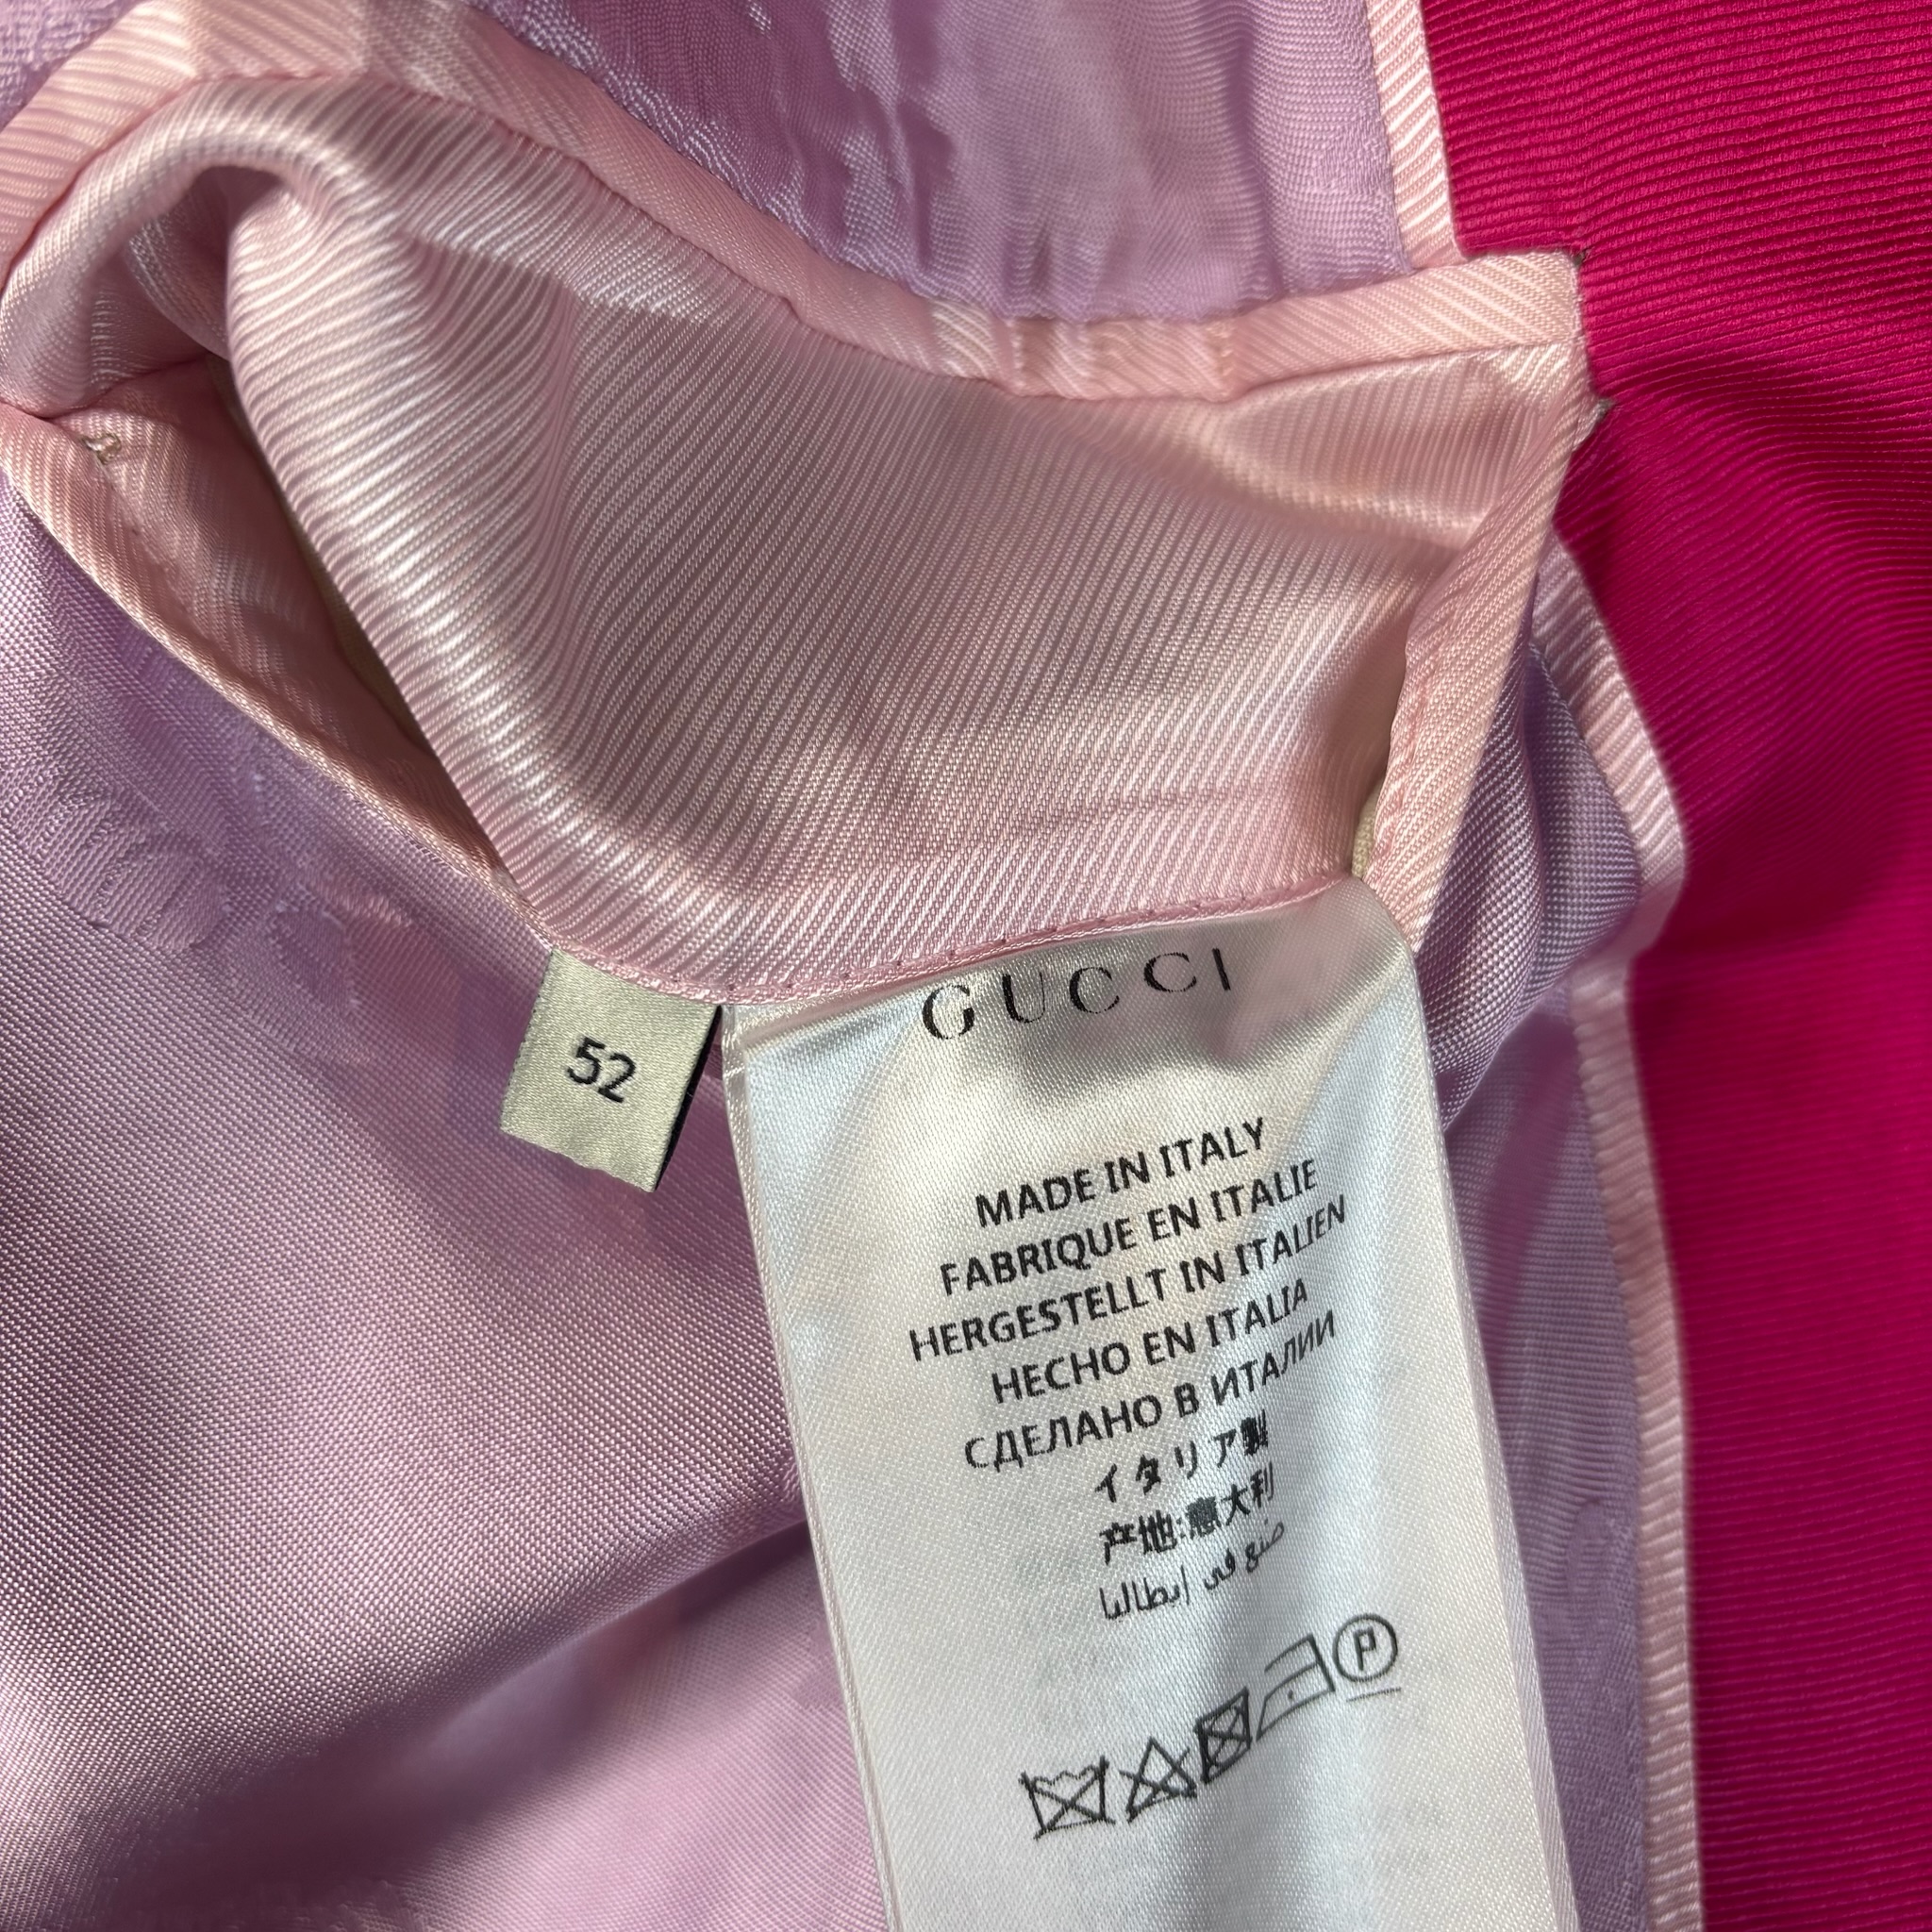 GUCCI
52
MADE IN ITALY
FABRIQUE EN ITALIE
HERGESTELLT IN ITALIEN
HECHO EN ITALIA
СДЕЛАНО В ИТАЛИИ
イタリア製
产地:意大利
صنع في إيطاليا
P